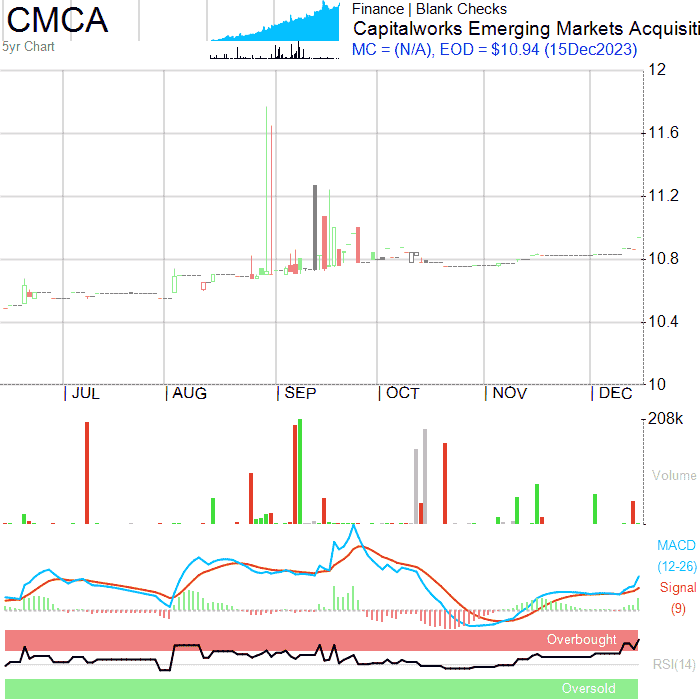 CMCA
5yr Chart
Finance | Blank Checks
Capitalworks Emerging Markets Acquisiti
MC = (N/A), EOD = $10.94 (15Dec2023)
12
11.6
11.2
10.8
10.4
10
JUL
AUG
SEP
OCT
NOV
DEC
208k
Volume
MACD
(12-26)
Signal
(9)
Overbought
RSI(14)
Oversold